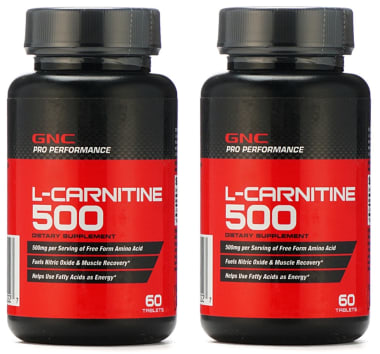 GNC
PRO PERFORMANCE
L-CARNITINE
500
DIETARY SUPPLEMENT
500mg per Serving of Free Form Amino Acid
Fuels Nitric Oxide & Muscle Recovery*
Helps Use Fatty Acids as Energy*
60
TABLETS
GNC
PRO PERFORMANCE
L-CARNITINE
500
DIETARY SUPPLEMENT
500mg per Serving of Free Form Amino Acid
Fuels Nitric Oxide & Muscle Recovery*
Helps Use Fatty Acids as Energy*
60
TABLETS